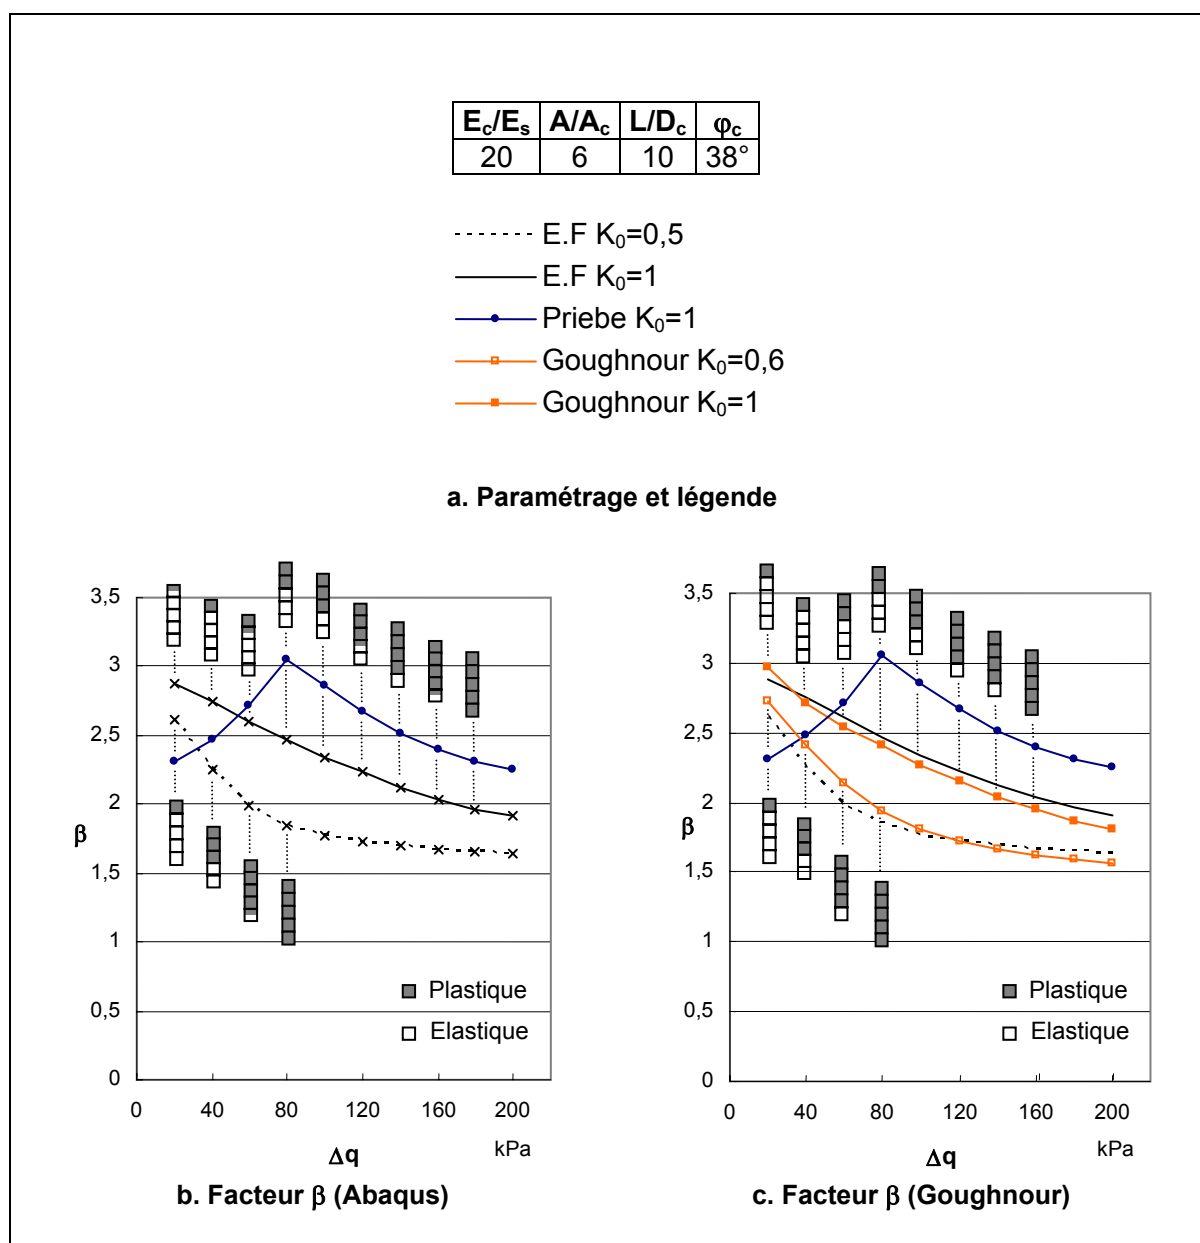 Ec/Es A/Ac L/Dc φc
20 6 10 38°
E.F K0=0,5
E.F K0=1
Priebe K0=1
Goughnour K0=0,6
Goughnour K0=1
a. Paramétrage et légende
3,5
3
2,5
2
β
1,5
1
0,5
0
Plastique
Elastique
0 40 80 120 160 200
kPa
Δq
b. Facteur β (Abaqus)
3,5
3
2,5
2
β
1,5
1
0,5
0
Plastique
Elastique
0 40 80 120 160 200
kPa
Δq
c. Facteur β (Goughnour)